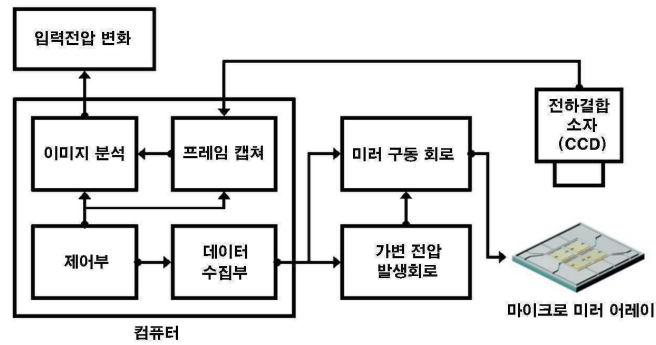 입력전압 변화
이미지 분석
프레임 캡쳐
미러 구동 회로
전하결합
소자
(CCD)
제어부
데이터
수집부
가변 전압
발생회로
마이크로 미러 어레이
컴퓨터